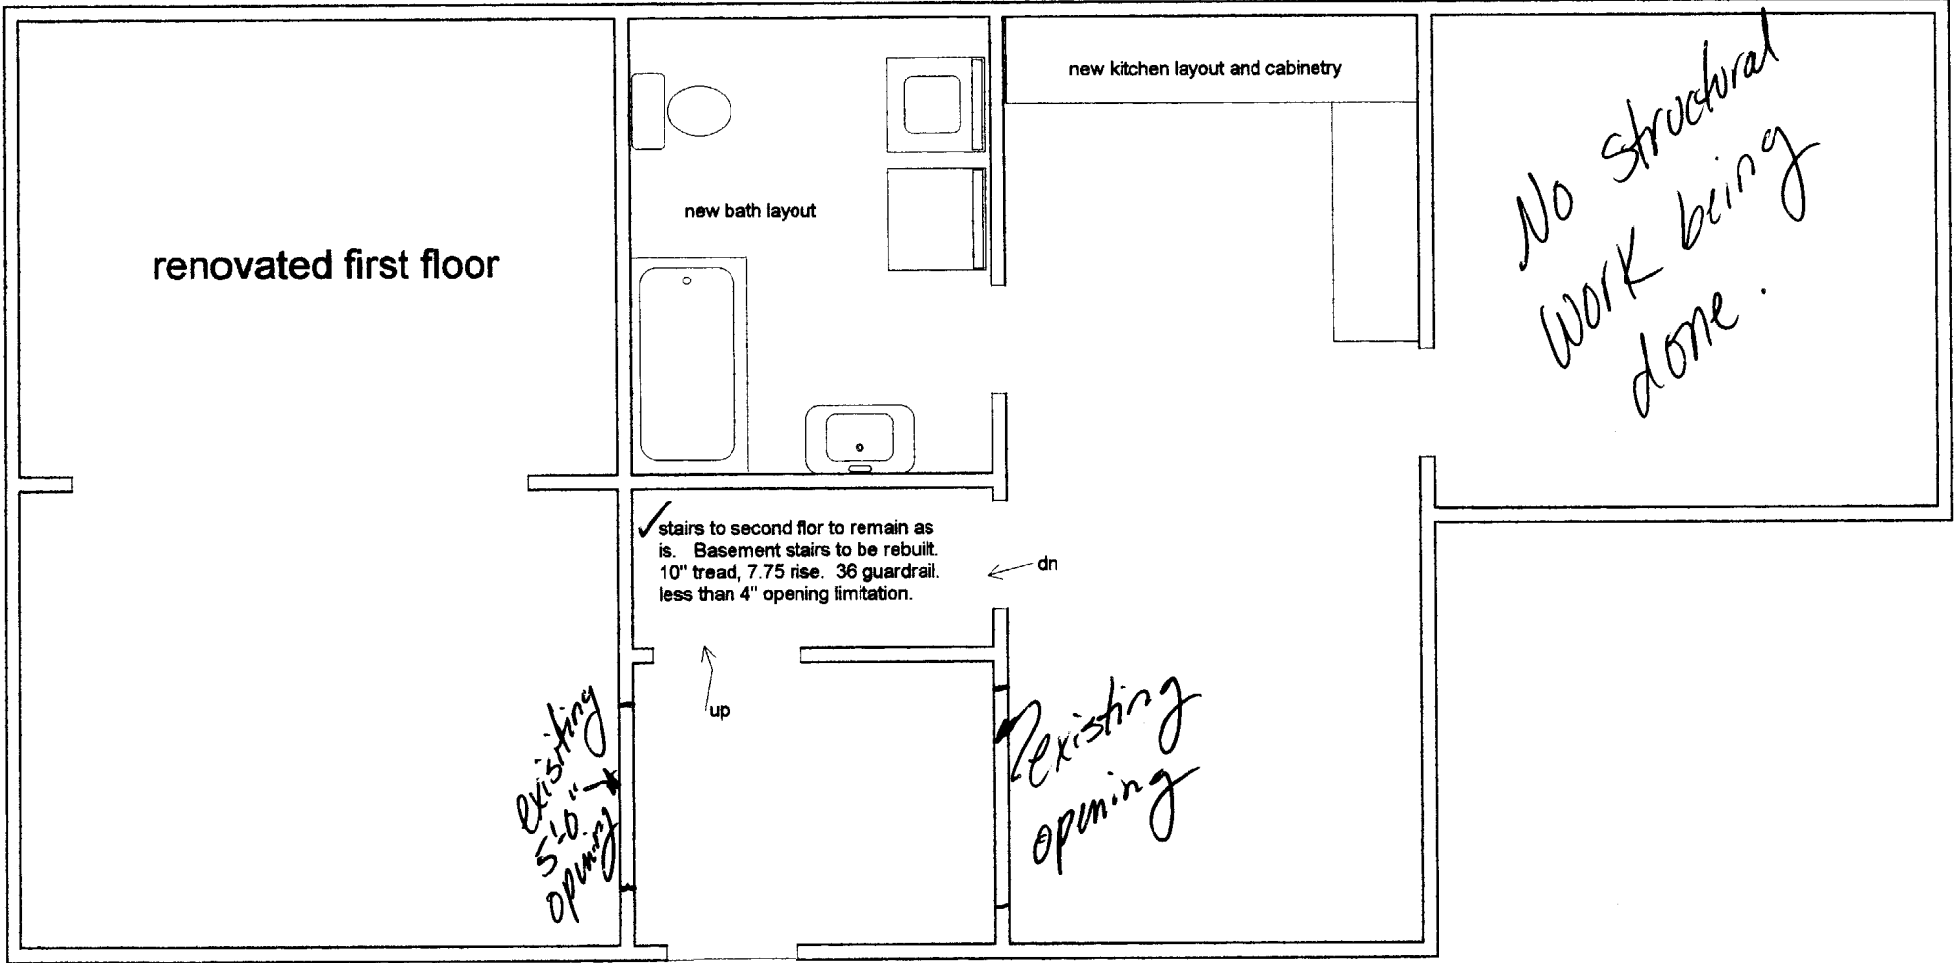 new kitchen layout and cabinetry
No structural
work being
done.
new bath layout
renovated first floor
✓ stairs to second flor to remain as
is. Basement stairs to be rebuilt.
10" tread, 7.75 rise. 36 guardrail.
less than 4" opening limitation.
dn
up
exisiting
5'-0"
opening
existing
opening